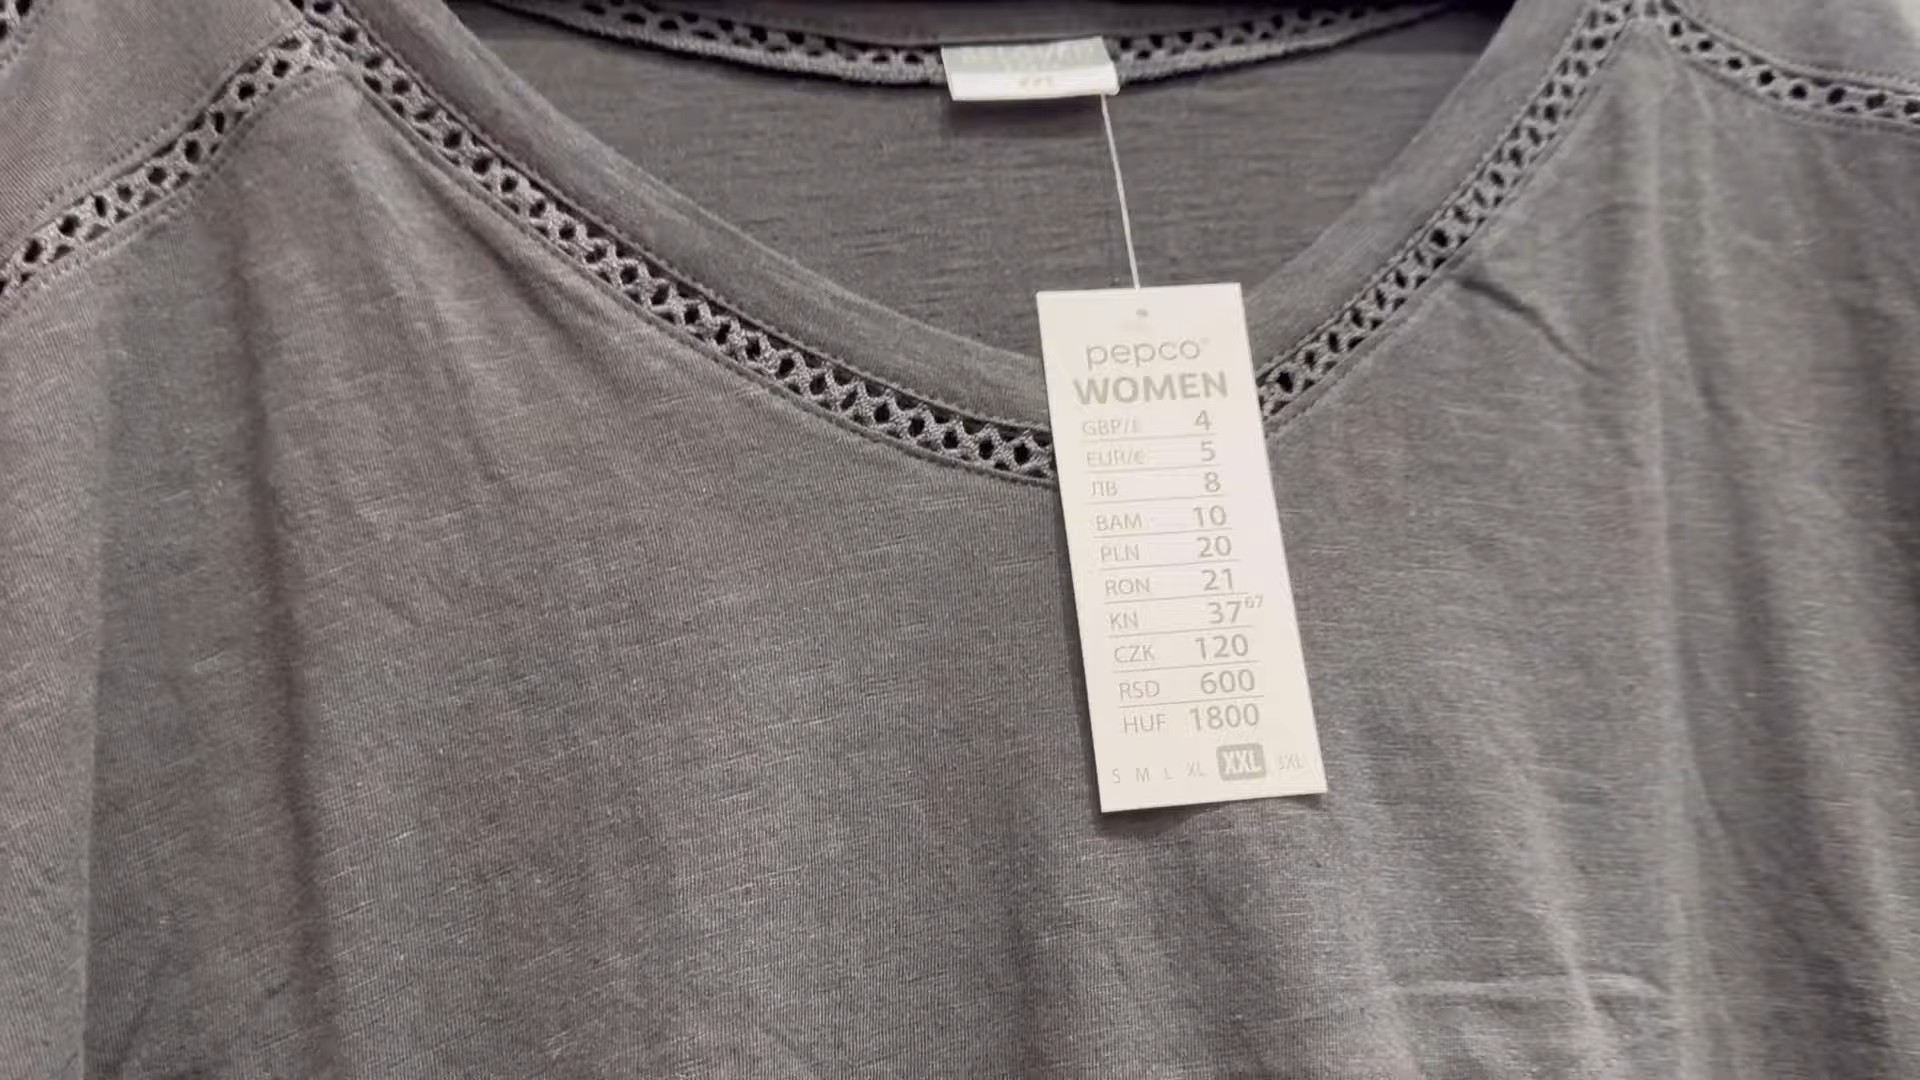 pepco®
WOMEN
GBP/£ 4
EUR/€ 5
ЛВ 8
BAM 10
PLN 20
RON 21
KN 37⁶⁷
CZK 120
RSD 600
HUF 1800
S M L XL XXL 3XL